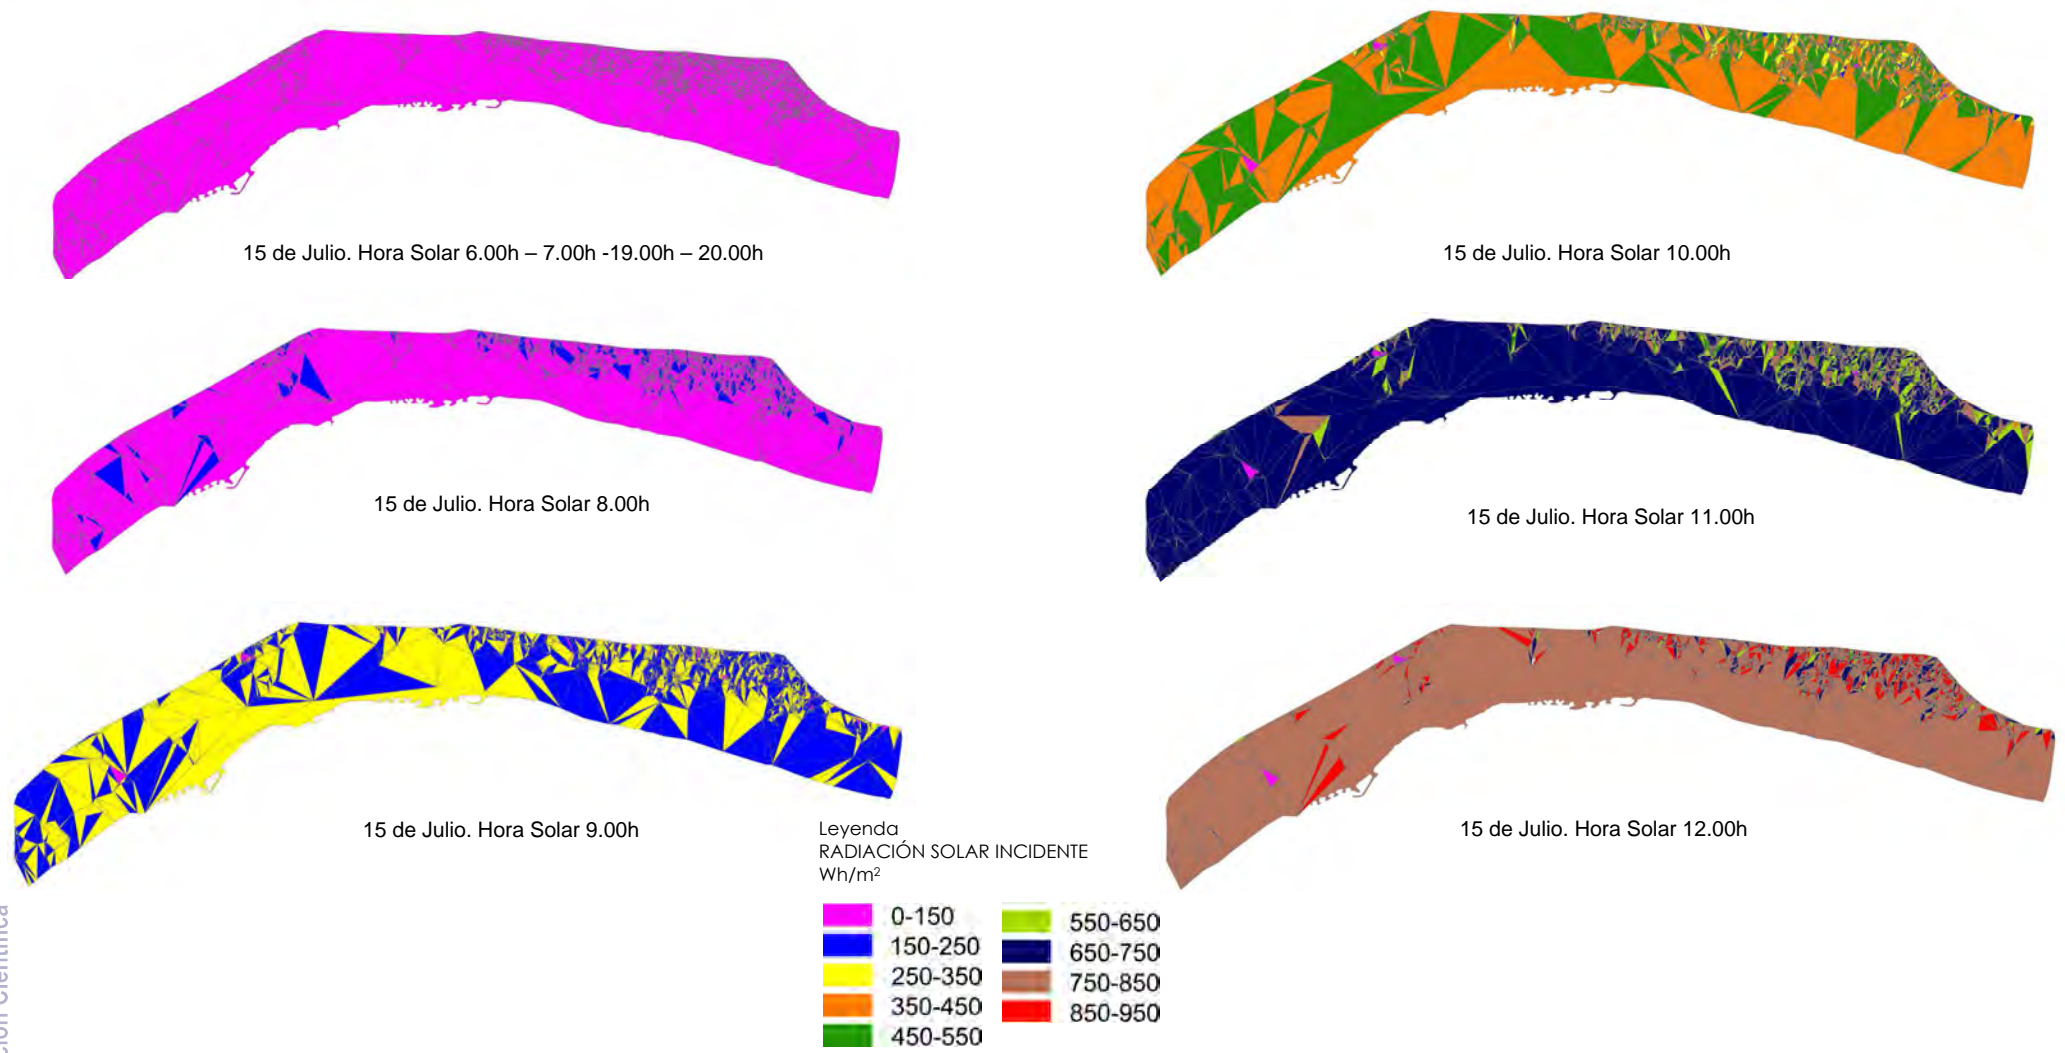 15 de Julio. Hora Solar 6.00h – 7.00h -19.00h – 20.00h
15 de Julio. Hora Solar 8.00h
15 de Julio. Hora Solar 9.00h
15 de Julio. Hora Solar 10.00h
15 de Julio. Hora Solar 11.00h
15 de Julio. Hora Solar 12.00h
Leyenda
RADIACIÓN SOLAR INCIDENTE
Wh/m²
0-150
150-250
250-350
350-450
450-550
550-650
650-750
750-850
850-950
Científica